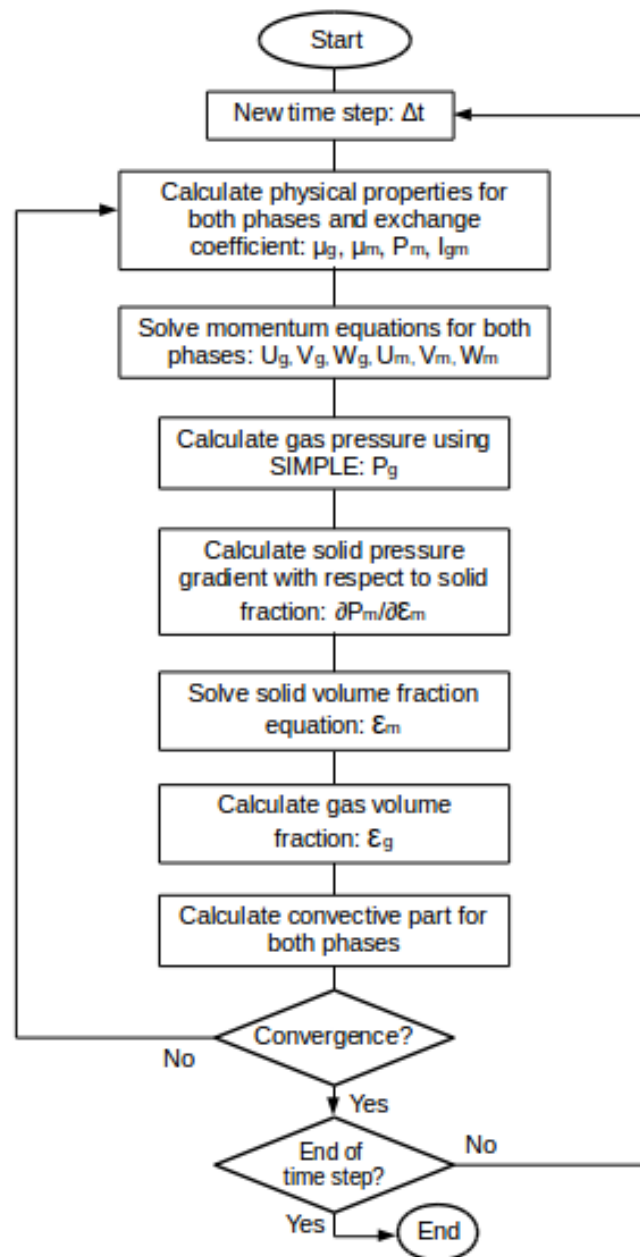 Start
New time step: Δt
Calculate physical properties for
both phases and exchange
coefficient: μg, μm, Pm, Igm
Solve momentum equations for both
phases: Ug, Vg, Wg, Um, Vm, Wm
Calculate gas pressure using
SIMPLE: Pg
Calculate solid pressure
gradient with respect to solid
fraction: ∂Pm/∂Ɛm
Solve solid volume fraction
equation: Ɛm
Calculate gas volume
fraction: Ɛg
Calculate convective part for
both phases
Convergence?
No
Yes
End of
time step?
No
Yes
End